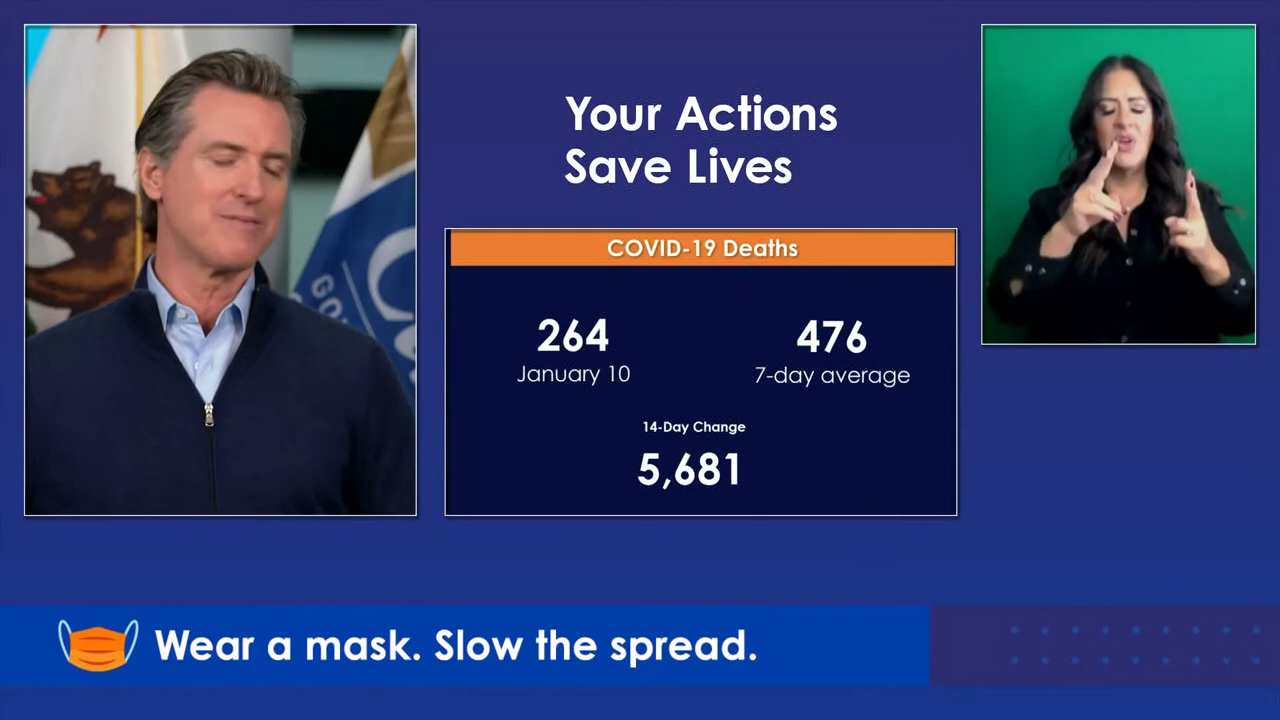 Your Actions
Save Lives
COVID-19 Deaths
264
January 10
476
7-day average
14-Day Change
5,681
Wear a mask. Slow the spread.